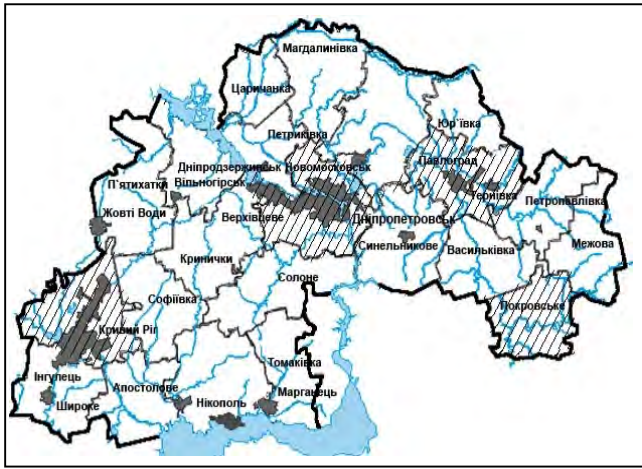 Магдалинівка
Царичанка
Юр`ївка
Петриківка
Дніпродзержинськ Новомосковськ
Павлоград
П`ятихатки
Вільногірськ
Тернівка
Петропавлівка
Жовті Води
Верхівцеве
Дніпропетровськ
Синельникове
Васильківка
Межова
Кринички
Солоне
Софіївка
Покровське
Кривий Ріг
Томаківка
Інгулець
Апостолове
Широке
Нікополь
Марганець